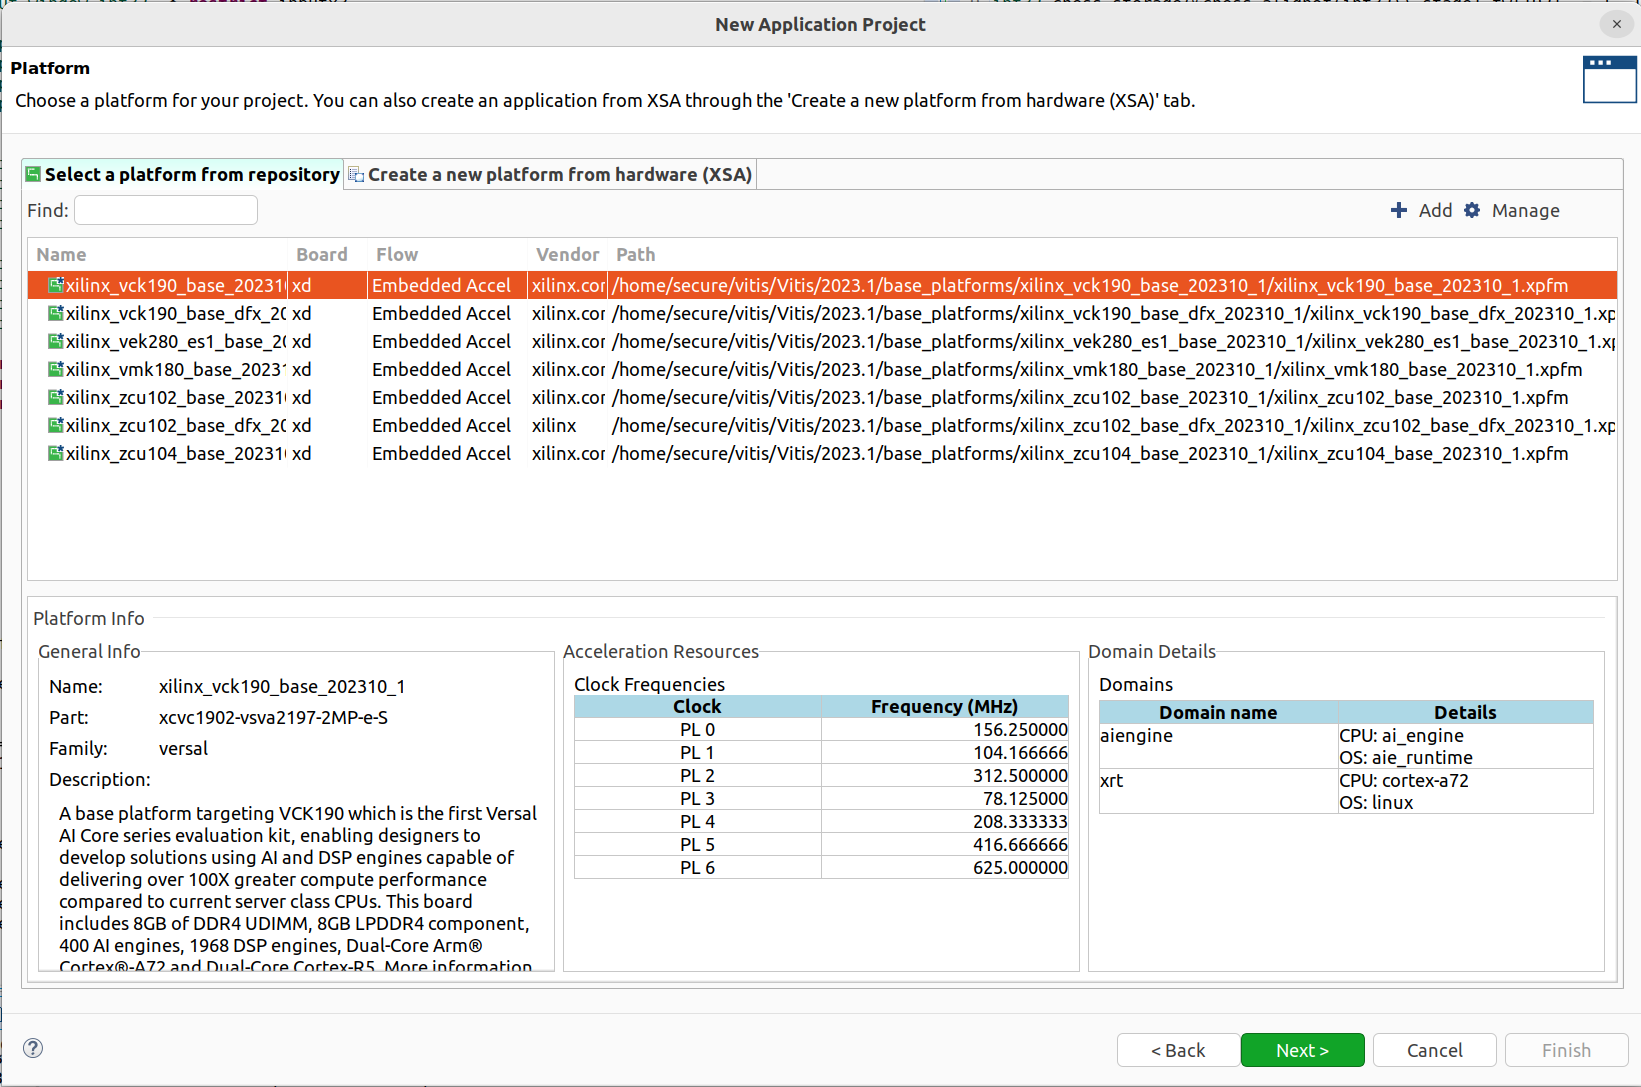 New Application Project
Platform
Choose a platform for your project. You can also create an application from XSA through the 'Create a new platform from hardware (XSA)' tab.
Select a platform from repository
Create a new platform from hardware (XSA)
Find:
Add
Manage
Name Board Flow Vendor Path
xilinx_vck190_base_20231 xd Embedded Accel xilinx.cor /home/secure/vitis/Vitis/2023.1/base_platforms/xilinx_vck190_base_202310_1/xilinx_vck190_base_202310_1.xpfm
xilinx_vck190_base_dfx_20 xd Embedded Accel xilinx.cor /home/secure/vitis/Vitis/2023.1/base_platforms/xilinx_vck190_base_dfx_202310_1/xilinx_vck190_base_dfx_202310_1.xp
xilinx_vek280_es1_base_20 xd Embedded Accel xilinx.cor /home/secure/vitis/Vitis/2023.1/base_platforms/xilinx_vek280_es1_base_202310_1/xilinx_vek280_es1_base_202310_1.xp
xilinx_vmk180_base_2023 xd Embedded Accel xilinx.cor /home/secure/vitis/Vitis/2023.1/base_platforms/xilinx_vmk180_base_202310_1/xilinx_vmk180_base_202310_1.xpfm
xilinx_zcu102_base_20231 xd Embedded Accel xilinx.cor /home/secure/vitis/Vitis/2023.1/base_platforms/xilinx_zcu102_base_202310_1/xilinx_zcu102_base_202310_1.xpfm
xilinx_zcu102_base_dfx_20 xd Embedded Accel xilinx /home/secure/vitis/Vitis/2023.1/base_platforms/xilinx_zcu102_base_dfx_202310_1/xilinx_zcu102_base_dfx_202310_1.xp
xilinx_zcu104_base_20231 xd Embedded Accel xilinx.cor /home/secure/vitis/Vitis/2023.1/base_platforms/xilinx_zcu104_base_202310_1/xilinx_zcu104_base_202310_1.xpfm
Platform Info
General Info
Name: xilinx_vck190_base_202310_1
Part: xcvc1902-vsva2197-2MP-e-S
Family: versal
Description:
A base platform targeting VCK190 which is the first Versal
AI Core series evaluation kit, enabling designers to
develop solutions using AI and DSP engines capable of
delivering over 100X greater compute performance
compared to current server class CPUs. This board
includes 8GB of DDR4 UDIMM, 8GB LPDDR4 component,
400 AI engines, 1968 DSP engines, Dual-Core Arm®
Cortex®-A72 and Dual-Core Cortex-R5. More information
Acceleration Resources
Clock Frequencies
Clock Frequency (MHz)
PL 0 156.250000
PL 1 104.166666
PL 2 312.500000
PL 3 78.125000
PL 4 208.333333
PL 5 416.666666
PL 6 625.000000
Domain Details
Domains
Domain name Details
aiengine CPU: ai_engine
OS: aie_runtime
xrt CPU: cortex-a72
OS: linux
< Back
Next >
Cancel
Finish